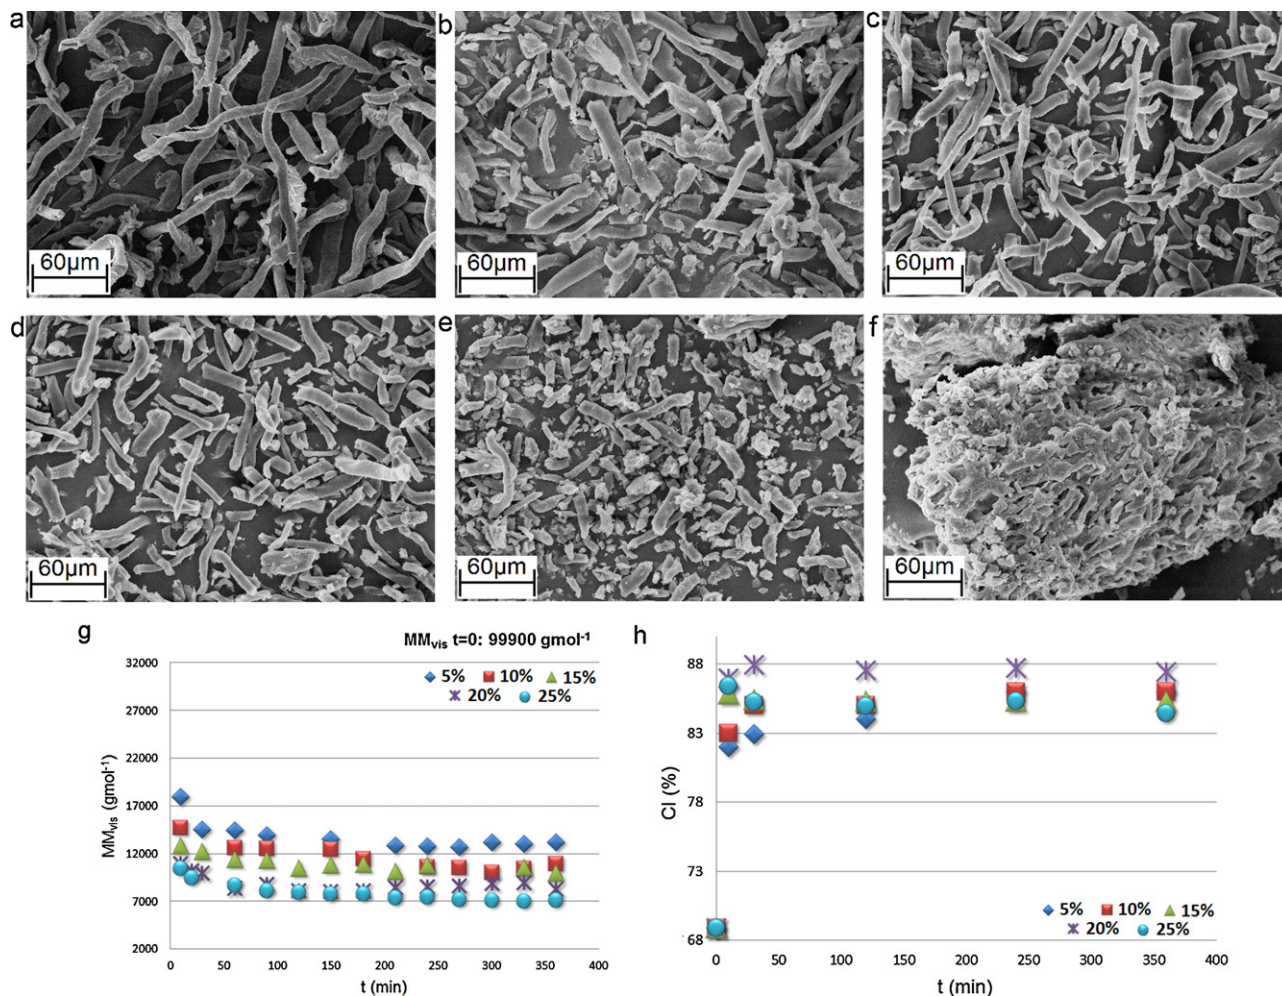 a
b
c
60µm
60µm
60µm
d
e
f
60µm
60µm
60µm
g
MMvis t=0: 99900 gmol-1
32000
5% 10% 15%
20% 25%
27000
22000
17000
12000
7000
2000
MMvis (gmol-1)
0 50 100 150 200 250 300 350 400
t (min)
h
88
83
78
73
68
CI (%)
5% 10% 15%
20% 25%
0 50 100 150 200 250 300 350 400
t (min)